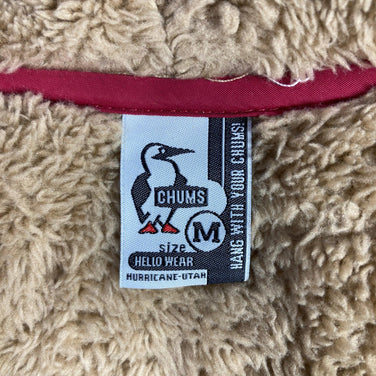 CHUMS
size M
HELLO WEAR
HURRICANE-UTAH
HANG WITH YOUR CHUMS!